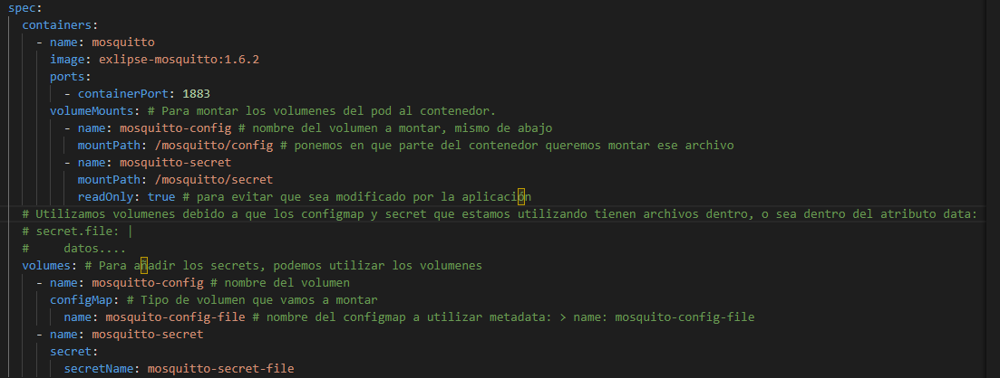 spec:
containers:
- name: mosquitto
image: exlipse-mosquitto:1.6.2
ports:
- containerPort: 1883
volumeMounts: # Para montar los volumenes del pod al contenedor.
- name: mosquitto-config # nombre del volumen a montar, mismo de abajo
mountPath: /mosquitto/config # ponemos en que parte del contenedor queremos montar ese archivo
- name: mosquitto-secret
mountPath: /mosquitto/secret
readOnly: true # para evitar que sea modificado por la aplicación
# Utilizamos volumenes debido a que los configmap y secret que estamos utilizando tienen archivos dentro, o sea dentro del atributo data:
# secret.file: |
# datos....
volumes: # Para añadir los secrets, podemos utilizar los volumenes
- name: mosquitto-config # nombre del volumen
configMap: # Tipo de volumen que vamos a montar
name: mosquito-config-file # nombre del configmap a utilizar metadata: > name: mosquito-config-file
- name: mosquitto-secret
secret:
secretName: mosquitto-secret-file